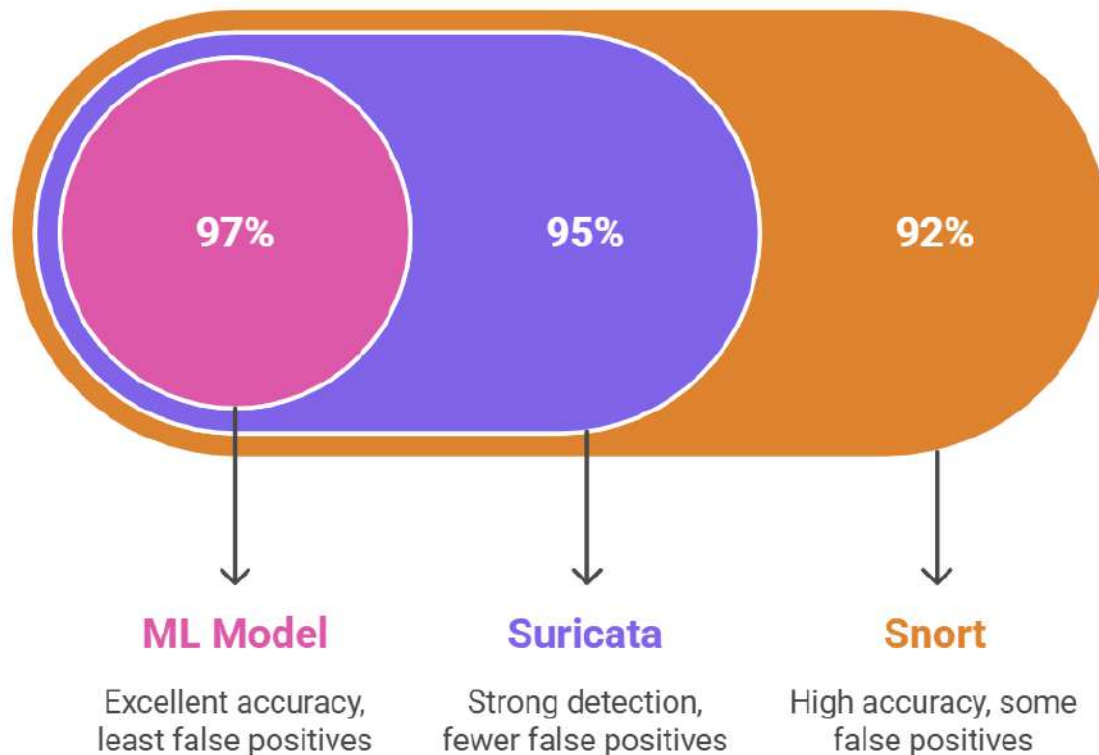 97%
95%
92%
ML Model
Excellent accuracy,
least false positives
Suricata
Strong detection,
fewer false positives
Snort
High accuracy, some
false positives